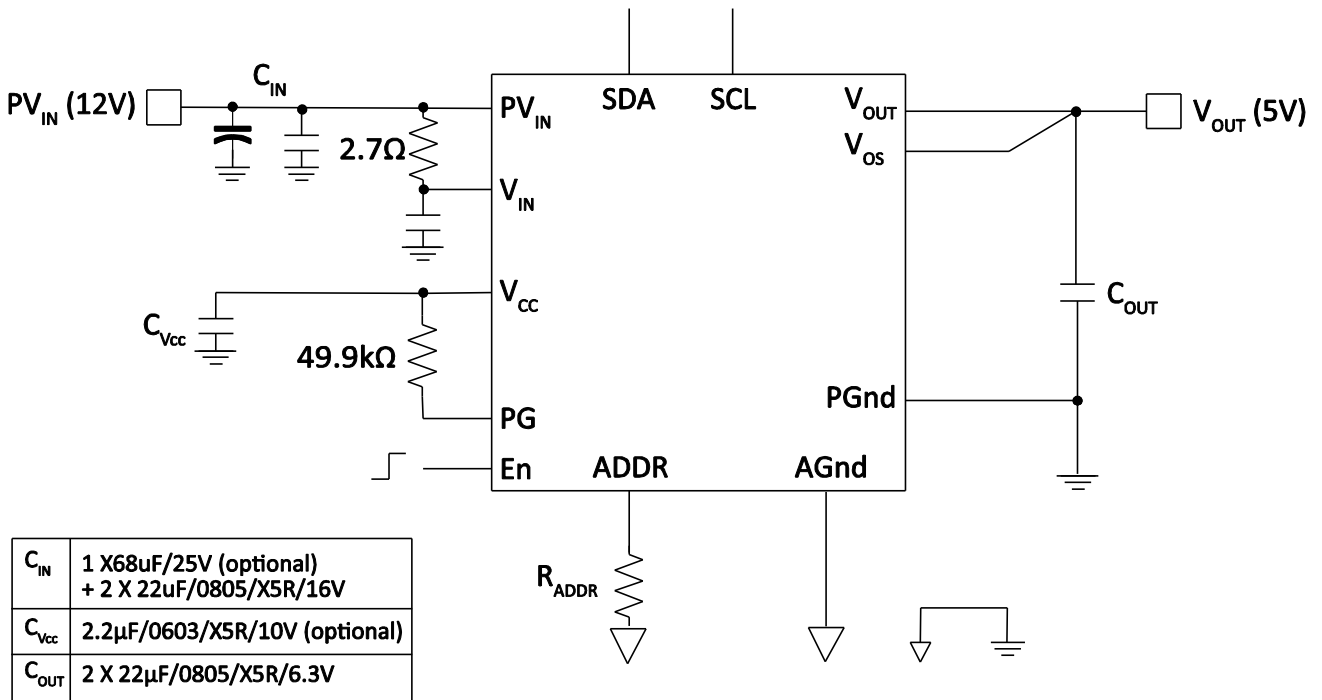 SDA SCL
PV_IN (12V)
C_IN
PV_IN
2.7Ω
V_IN
V_OUT
V_OS
V_OUT (5V)
V_CC
C_Vcc
49.9kΩ
PG
En
C_OUT
PGnd
ADDR
AGnd
R_ADDR
C_IN 1 X68uF/25V (optional)
+ 2 X 22uF/0805/X5R/16V
C_Vcc 2.2µF/0603/X5R/10V (optional)
C_OUT 2 X 22µF/0805/X5R/6.3V